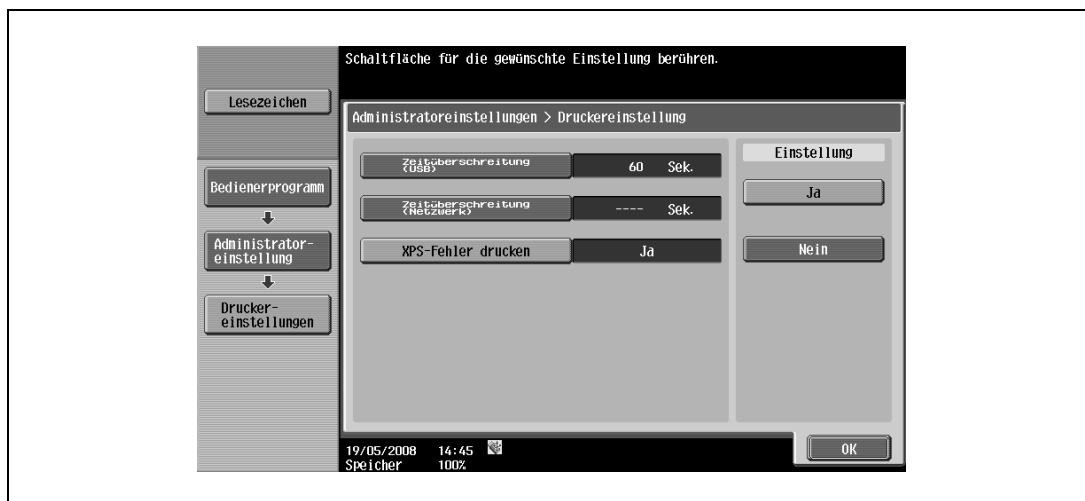 Schaltfläche für die gewünschte Einstellung berühren.
Lesezeichen
Administratoreinstellungen > Druckereinstellung
Bedienerprogramm
Administrator-
einstellung
Drucker-
einstellungen
Zeitüberschreitung
(USB)
60 Sek.
Zeitüberschreitung
(Netzwerk)
---- Sek.
XPS-Fehler drucken
Ja
Einstellung
Ja
Nein
19/05/2008 14:45
Speicher 100%
OK